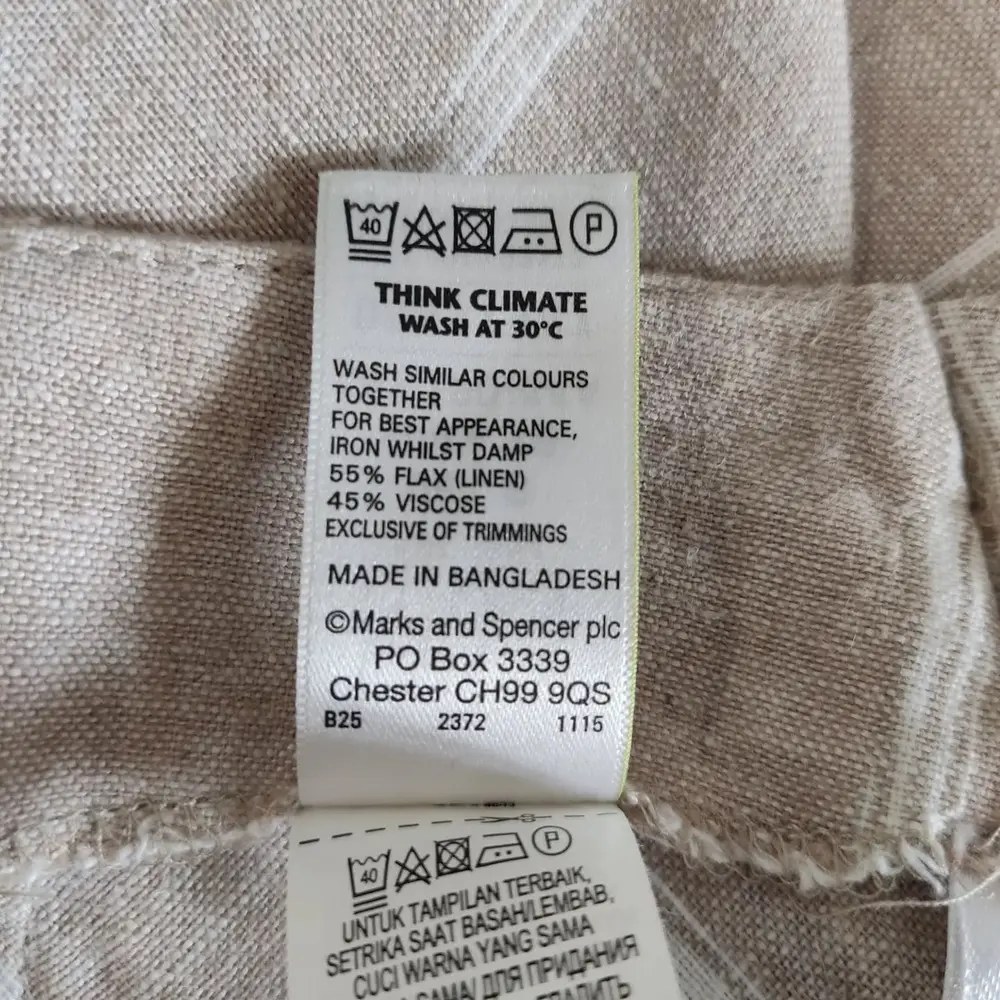 40 P
THINK CLIMATE
WASH AT 30°C
WASH SIMILAR COLOURS
TOGETHER
FOR BEST APPEARANCE,
IRON WHILST DAMP
55% FLAX (LINEN)
45% VISCOSE
EXCLUSIVE OF TRIMMINGS
MADE IN BANGLADESH
©Marks and Spencer plc
PO Box 3339
Chester CH99 9QS
B25 2372 1115
40 P
UNTUK TAMPILAN TERBAIK,
SETRIKA SAAT BASAH/LEMBAB.
CUCI WARNA YANG SAMA
SAMA/ ДЛЯ ПРИДАНИЯ